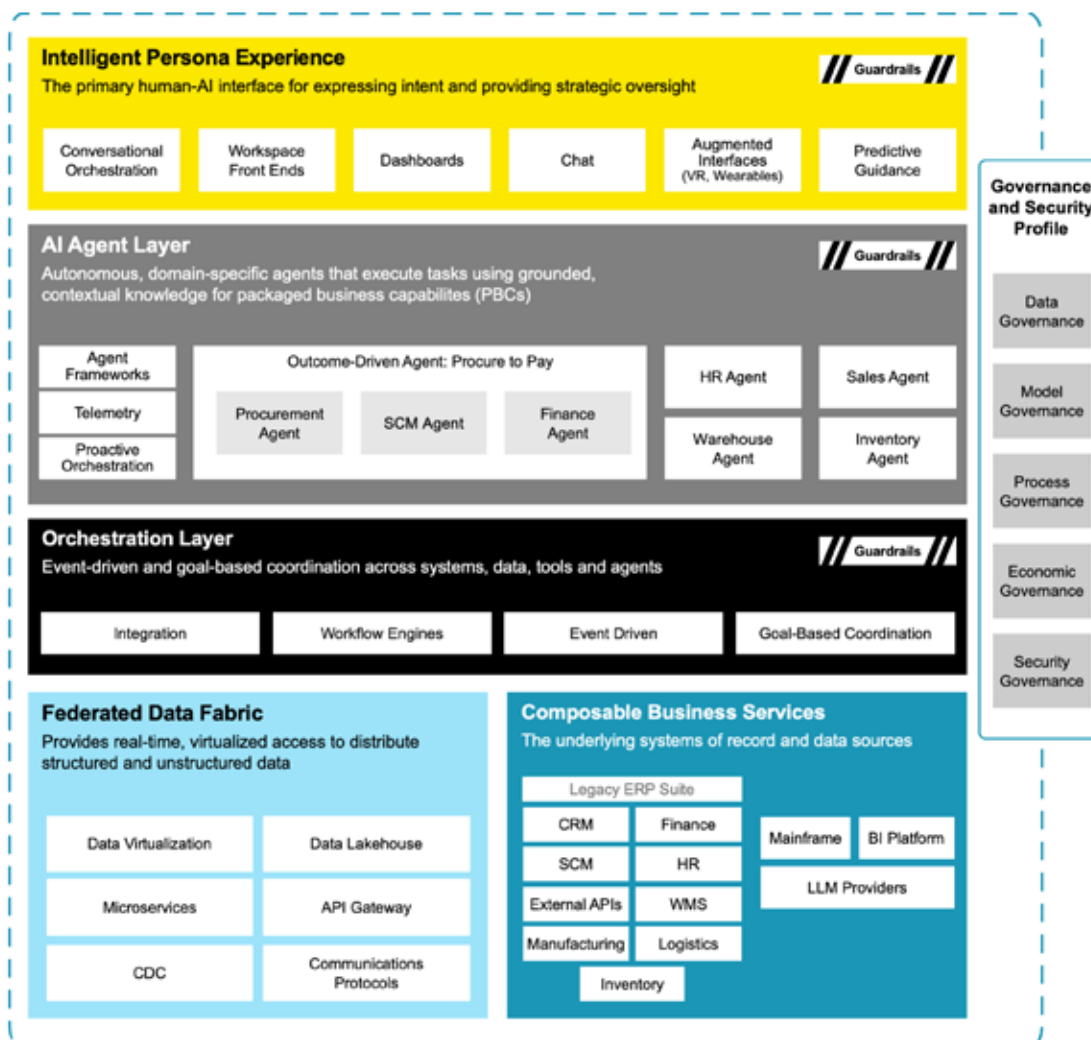 Intelligent Persona Experience
The primary human-AI interface for expressing intent and providing strategic oversight
Guardrails
Conversational
Orchestration
Workspace
Front Ends
Dashboards
Chat
Augmented
Interfaces
(VR, Wearables)
Predictive
Guidance
AI Agent Layer
Autonomous, domain-specific agents that execute tasks using grounded,
contextual knowledge for packaged business capabilites (PBCs)
Guardrails
Agent
Frameworks
Telemetry
Proactive
Orchestration
Outcome-Driven Agent: Procure to Pay
Procurement
Agent
SCM Agent
Finance
Agent
HR Agent
Sales Agent
Warehouse
Agent
Inventory
Agent
Orchestration Layer
Event-driven and goal-based coordination across systems, data, tools and agents
Guardrails
Integration
Workflow Engines
Event Driven
Goal-Based Coordination
Federated Data Fabric
Provides real-time, virtualized access to distribute
structured and unstructured data
Data Virtualization
Data Lakehouse
Microservices
API Gateway
CDC
Communications
Protocols
Composable Business Services
The underlying systems of record and data sources
Legacy ERP Suite
CRM
Finance
SCM
HR
External APIs
WMS
Manufacturing
Logistics
Inventory
Mainframe
BI Platform
LLM Providers
Governance
and Security
Profile
Data
Governance
Model
Governance
Process
Governance
Economic
Governance
Security
Governance